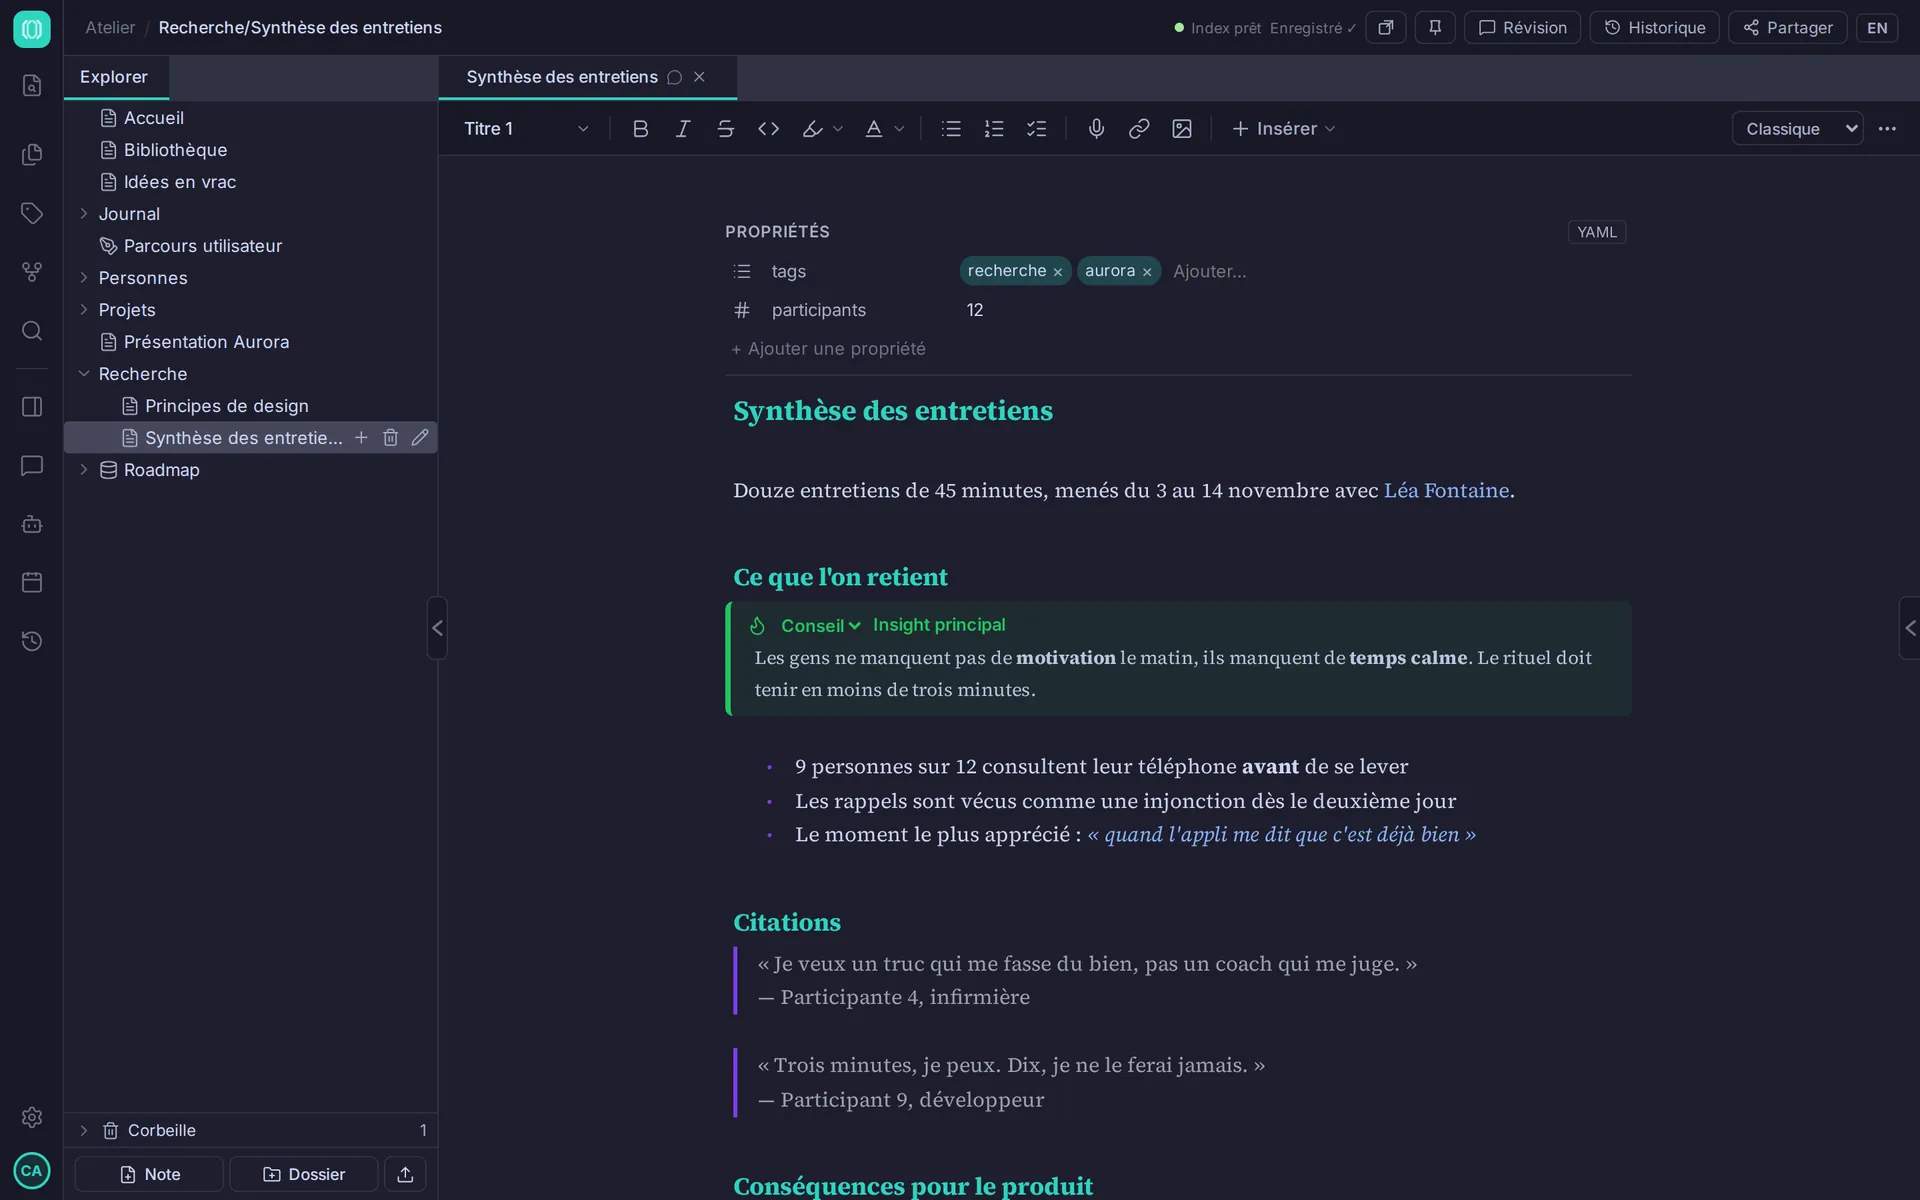 Atelier / Recherche/Synthèse des entretiens
Index prêt Enregistré ✓
Révision
Historique
Partager
EN
Explorer
Synthèse des entretiens
Titre 1
Insérer
Classique
Accueil
Bibliothèque
Idées en vrac
Journal
Parcours utilisateur
Personnes
Projets
Présentation Aurora
Recherche
Principes de design
Synthèse des entretie...
Roadmap
Corbeille 1
Note
Dossier
CA
PROPRIÉTÉS
YAML
tags recherche × aurora × Ajouter...
participants 12
+ Ajouter une propriété
Synthèse des entretiens
Douze entretiens de 45 minutes, menés du 3 au 14 novembre avec Léa Fontaine.
Ce que l'on retient
Conseil Insight principal
Les gens ne manquent pas de motivation le matin, ils manquent de temps calme. Le rituel doit
tenir en moins de trois minutes.
• 9 personnes sur 12 consultent leur téléphone avant de se lever
• Les rappels sont vécus comme une injonction dès le deuxième jour
• Le moment le plus apprécié : « quand l'appli me dit que c'est déjà bien »
Citations
« Je veux un truc qui me fasse du bien, pas un coach qui me juge. »
— Participante 4, infirmière
« Trois minutes, je peux. Dix, je ne le ferai jamais. »
— Participant 9, développeur
Conséquences pour le produit